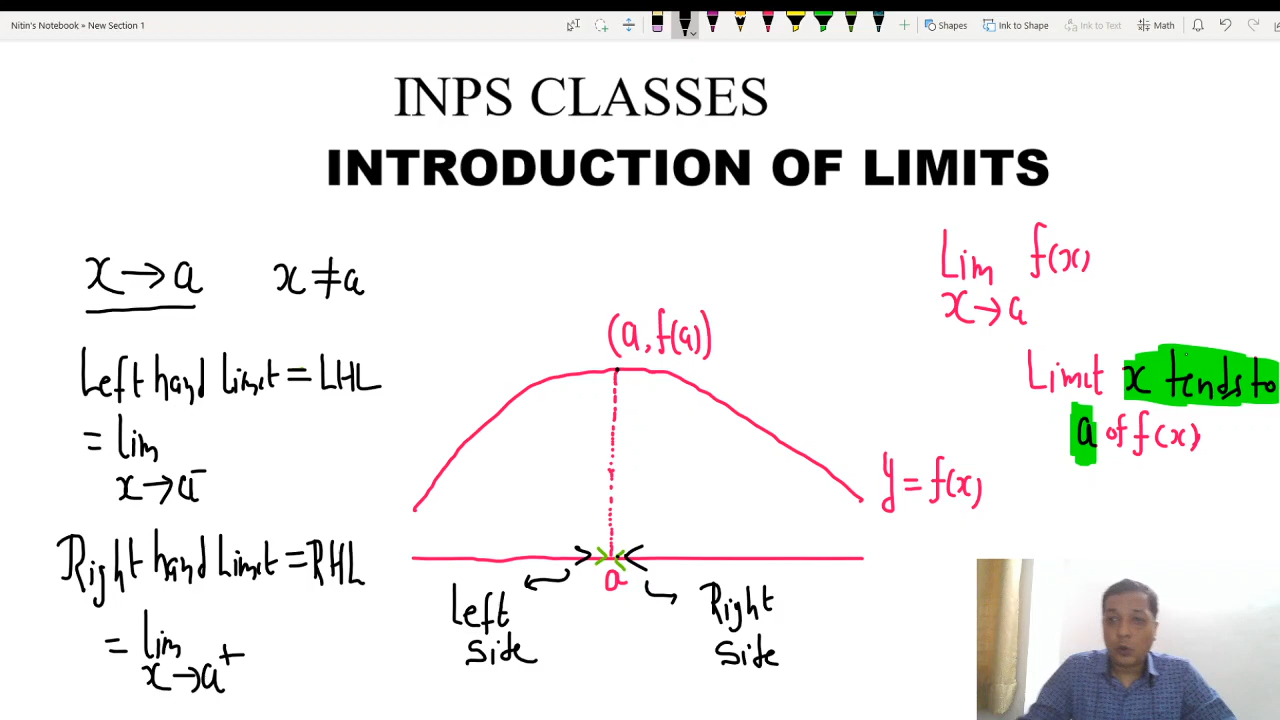 Nitin's Notebook » New Section 1
Shapes
Ink to Shape
Ink to Text
Math
INPS CLASSES
INTRODUCTION OF LIMITS
x→a x≠a
Left hand Limit = LHL
= lim
x→a⁻
Right hand Limit = RHL
= lim
x→a⁺
(a, f(a))
y = f(x)
a
Left
Side
Right
Side
Lim f(x)
x→a
Limit x tends to
a of f(x)